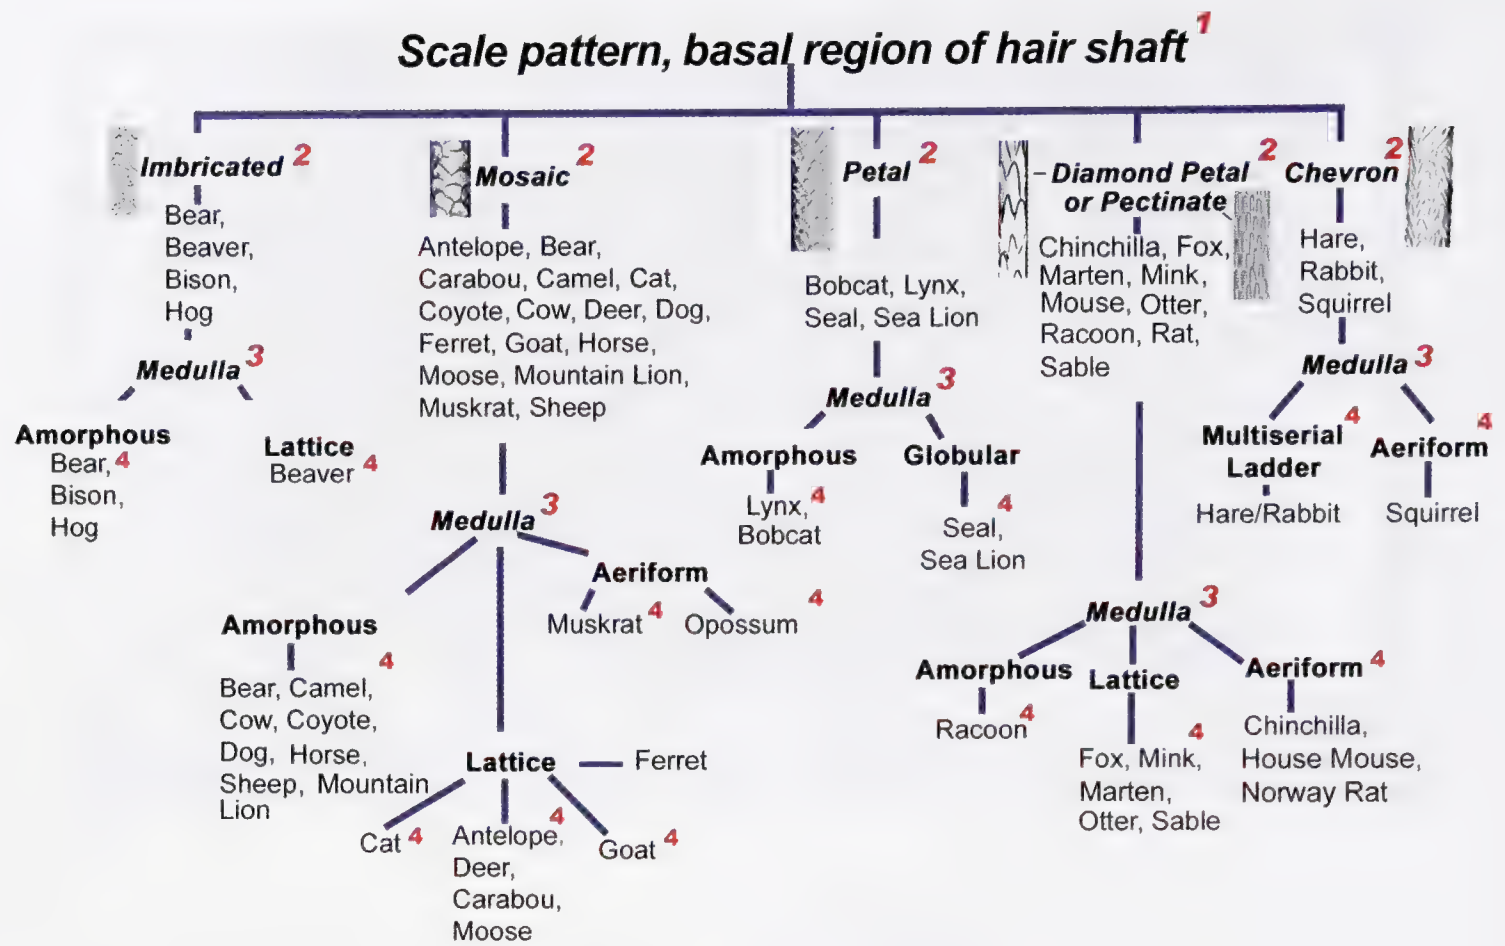 Scale pattern, basal region of hair shaft 1
Imbricated 2
Bear,
Beaver,
Bison,
Hog
Medulla 3
Amorphous
Bear, 4
Bison,
Hog
Lattice
Beaver 4
Mosaic 2
Antelope, Bear,
Carabou, Camel, Cat,
Coyote, Cow, Deer, Dog,
Ferret, Goat, Horse,
Moose, Mountain Lion,
Muskrat, Sheep
Medulla 3
Amorphous
4
Bear, Camel,
Cow, Coyote,
Dog, Horse,
Sheep, Mountain
Lion
Lattice
Ferret
Cat 4
4
Antelope,
Deer,
Carabou,
Moose
Goat 4
Aeriform
Muskrat 4
Opossum 4
Petal 2
Bobcat, Lynx,
Seal, Sea Lion
Medulla 3
Amorphous
Lynx, 4
Bobcat
Globular
4
Seal,
Sea Lion
Diamond Petal 2
or Pectinate
Chinchilla, Fox,
Marten, Mink,
Mouse, Otter,
Racoon, Rat,
Sable
Medulla 3
Amorphous
Racoon 4
Lattice
4
Fox, Mink,
Marten,
Otter, Sable
Aeriform 4
Chinchilla,
House Mouse,
Norway Rat
Chevron 2
Hare,
Rabbit,
Squirrel
Medulla 3
Multiserial 4
Ladder
Hare/Rabbit
Aeriform 4
Squirrel